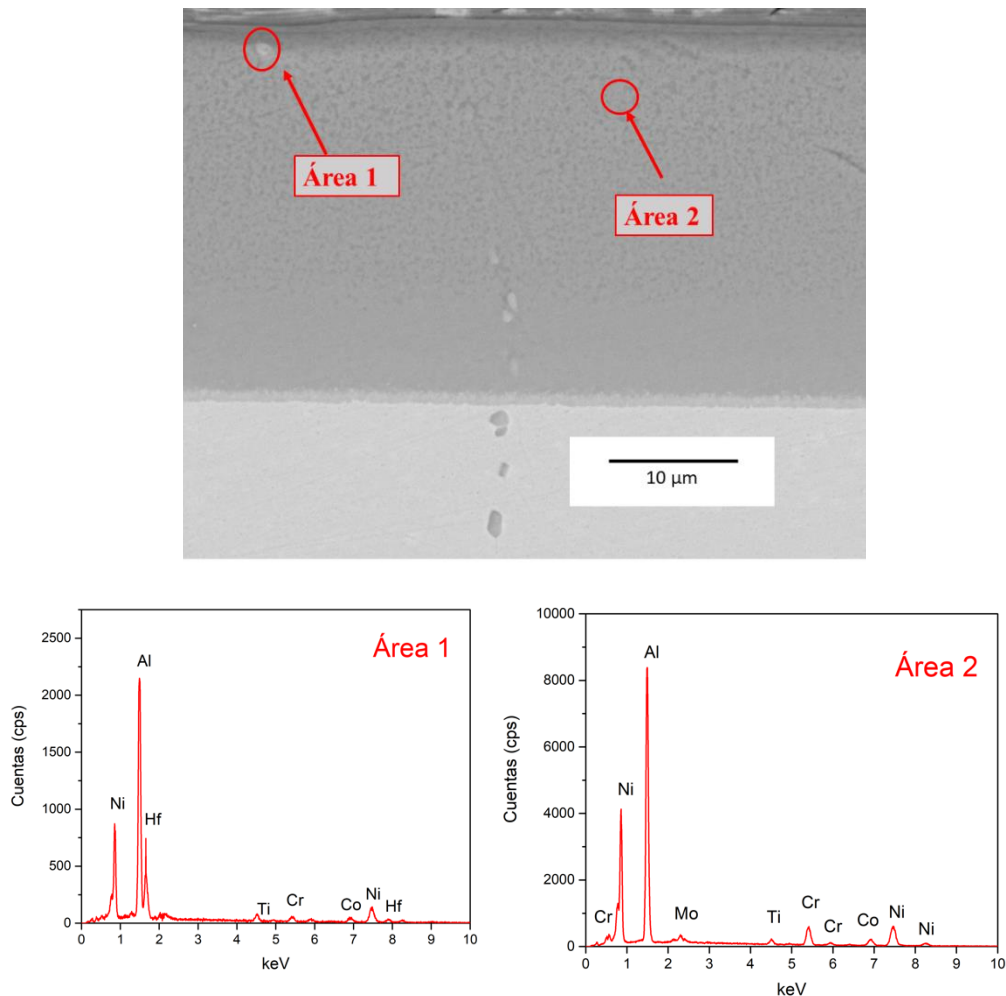 Área 1
Área 2
10 µm
Área 1
Cuentas (cps)
2500
2000
1500
1000
500
0
Ni
Al
Hf
Ti
Cr
Co
Ni
Hf
0 1 2 3 4 5 6 7 8 9 10
keV
Área 2
Cuentas (cps)
10000
8000
6000
4000
2000
0
Cr
Ni
Al
Mo
Ti
Cr
Cr
Co
Ni
Ni
0 1 2 3 4 5 6 7 8 9 10
keV